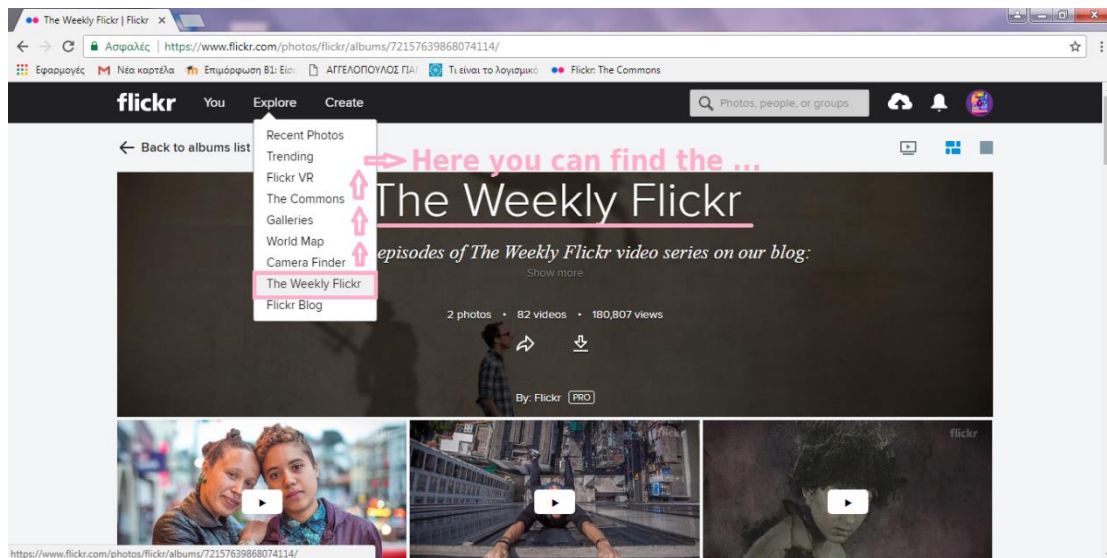 The Weekly Flickr | Flickr
Ασφαλές | https://www.flickr.com/photos/flickr/albums/72157639868074114/
Εφαρμογές Νέα καρτέλα Επιμόρφωση Β1: Είσ ΑΓΓΕΛΟΠΟΥΛΟΣ ΠΑ Τι είναι το λογισμικό Flickr: The Commons
flickr You Explore Create Photos, people, or groups
Back to albums list
Recent Photos
Trending
Flickr VR
The Commons
Galleries
World Map
Camera Finder
The Weekly Flickr
Flickr Blog
Here you can find the ...
The Weekly Flickr
episodes of The Weekly Flickr video series on our blog:
Show more
2 photos • 82 videos • 180,807 views
By: Flickr PRO
flickr
flickr
https://www.flickr.com/photos/flickr/albums/72157639868074114/